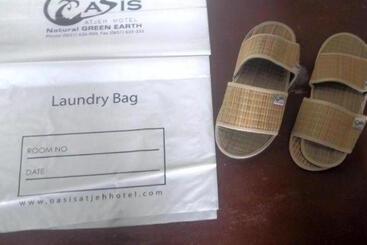 OASIS
ATJEH HOTEL
Natural GREEN EARTH
Laundry Bag
ROOM NO
DATE
www.oasisatjehhotel.com